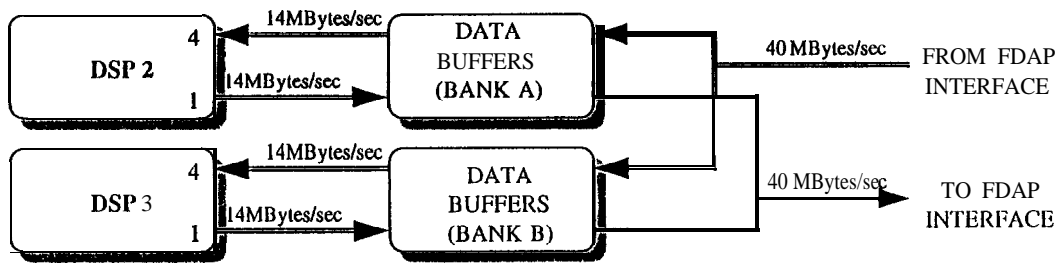 14MBytes/sec
4
DSP 2
14MBytes/sec
1
DATA
BUFFERS
(BANK A)
40 MBytes/sec
FROM FDAP
INTERFACE
14MBytes/sec
4
DSP 3
14MBytes/sec
1
DATA
BUFFERS
(BANK B)
40 MBytes/sec
TO FDAP
INTERFACE